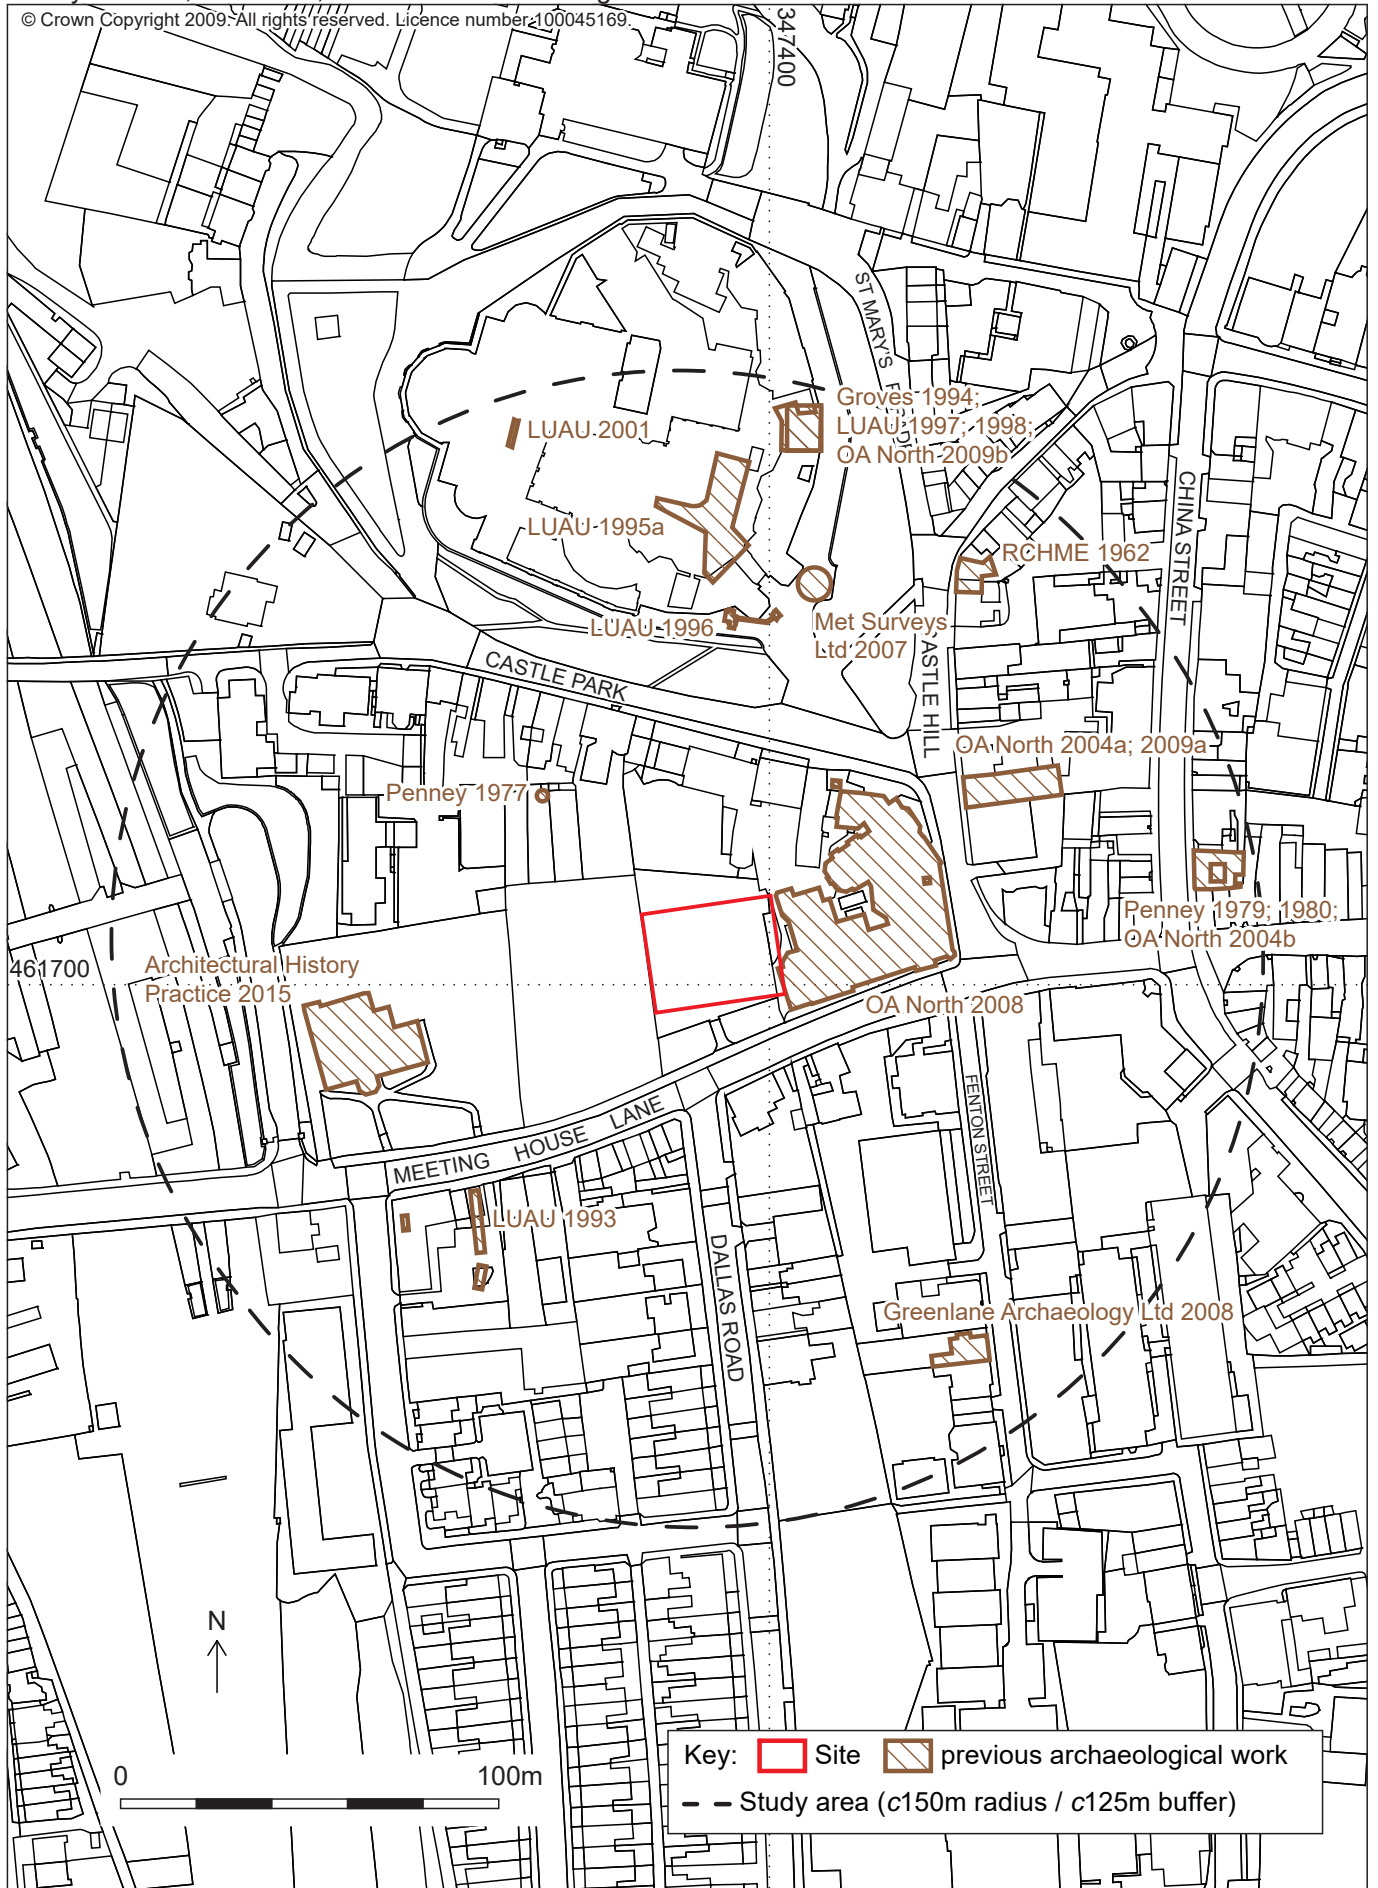 © Crown Copyright 2009. All rights reserved. Licence number 100045169.
347400
ST MARY'S
Groves 1994;
LUAU 1997; 1998;
OA North 2009b
LUAU 2001
LUAU 1995a
CHINA STREET
RCHME 1962
LUAU 1996
Met Surveys
Ltd 2007
CASTLE PARK
ASTLE HILL
OA North 2004a; 2009a
Penney 1977
Penney 1979; 1980;
OA North 2004b
461700
Architectural History
Practice 2015
OA North 2008
FENTON STREET
MEETING HOUSE LANE
LUAU 1993
DALLAS ROAD
Greenlane Archaeology Ltd 2008
N
0 100m
Key: Site previous archaeological work
Study area (c150m radius / c125m buffer)